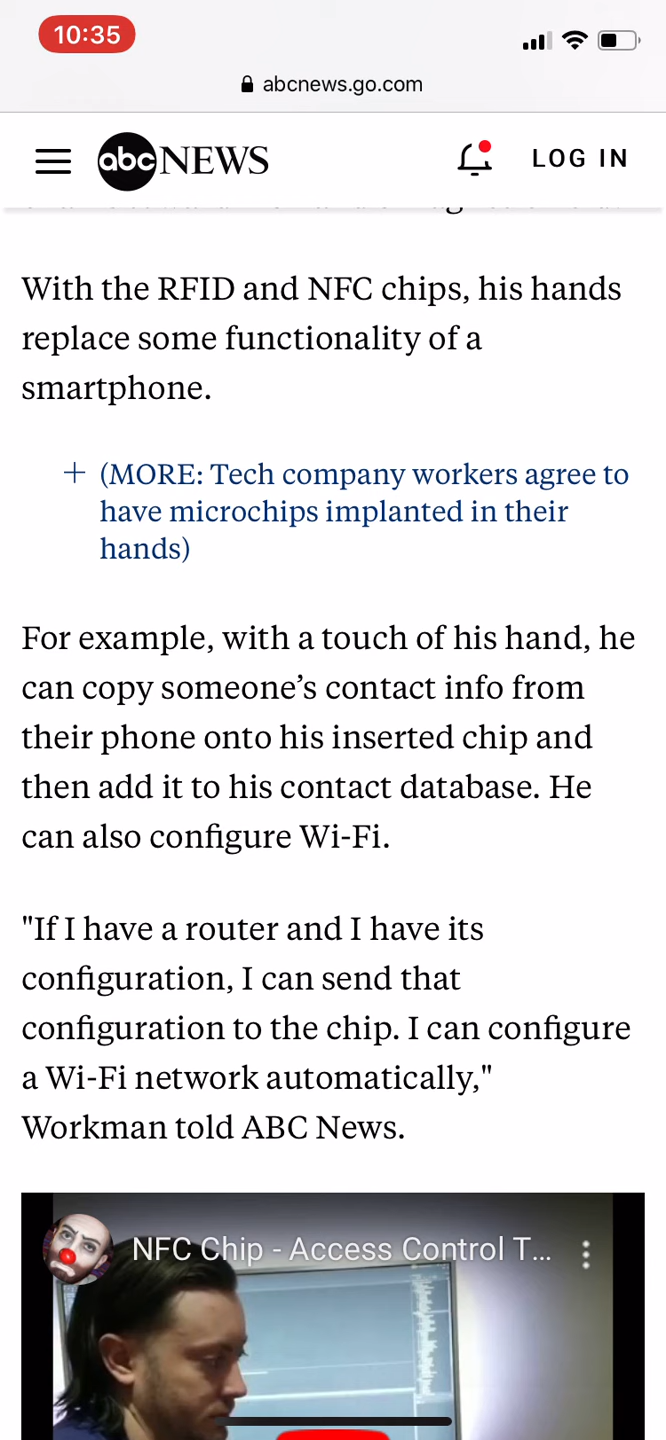 10:35
abcnews.go.com
abc NEWS
LOG IN
With the RFID and NFC chips, his hands
replace some functionality of a
smartphone.
(MORE: Tech company workers agree to
have microchips implanted in their
hands)
For example, with a touch of his hand, he
can copy someone’s contact info from
their phone onto his inserted chip and
then add it to his contact database. He
can also configure Wi-Fi.
"If I have a router and I have its
configuration, I can send that
configuration to the chip. I can configure
a Wi-Fi network automatically,"
Workman told ABC News.
NFC Chip - Access Control T...